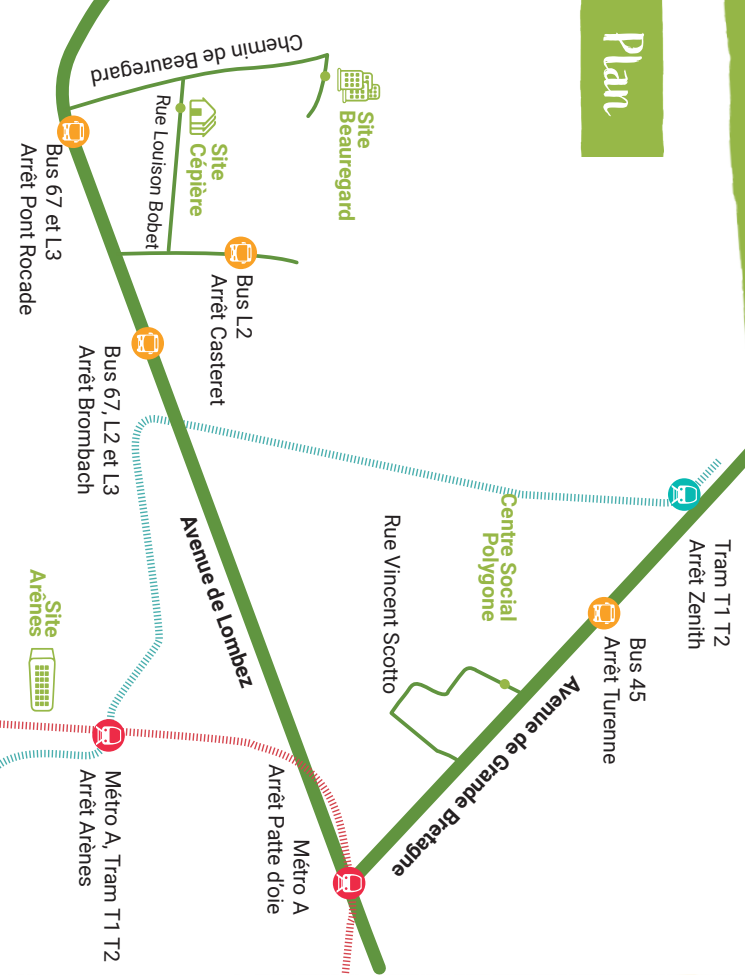 Plan
Tram T1 T2
Arrêt Zenith
Bus 45
Arrêt Turenne
Avenue de Grande Bretagne
Centre Social
Polygone
Rue Vincent Scotto
Site
Beauregard
Chemin de Beauregard
Site
Cépière
Rue Louison Bobet
Bus L2
Arrêt Casteret
Bus 67 et L3
Arrêt Pont Rocade
Bus 67, L2 et L3
Arrêt Brombach
Avenue de Lombez
Métro A
Arrêt Patte d'oie
Site
Arènes
Métro A, Tram T1 T2
Arrêt Arènes